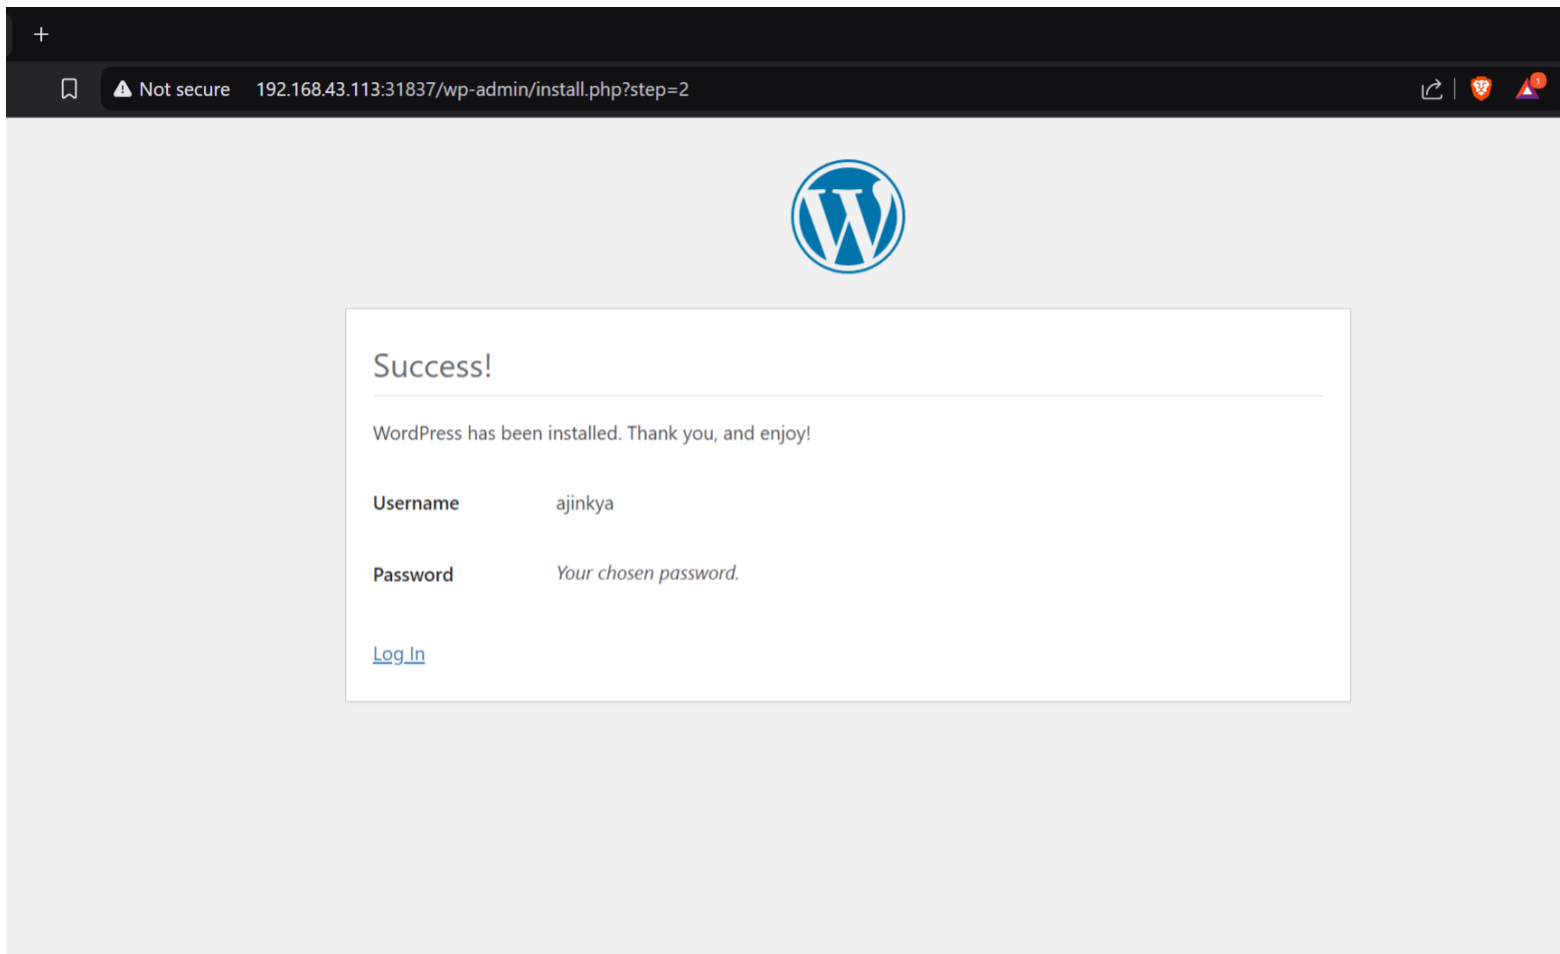 +
Not secure 192.168.43.113:31837/wp-admin/install.php?step=2
1
W
Success!
WordPress has been installed. Thank you, and enjoy!
Username ajinkya
Password Your chosen password.
Log In